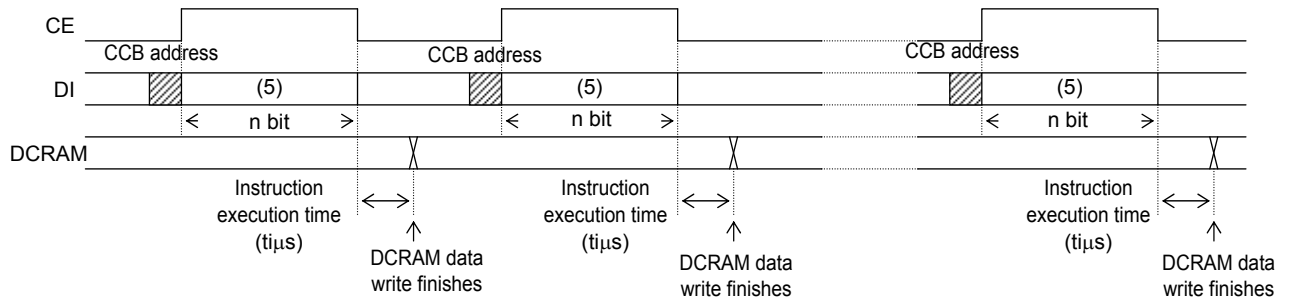 CE
CCB address
CCB address
CCB address
DI
(5)
(5)
(5)
n bit
n bit
n bit
DCRAM
Instruction
execution time
(tiμs)
Instruction
execution time
(tiμs)
Instruction
execution time
(tiμs)
DCRAM data
write finishes
DCRAM data
write finishes
DCRAM data
write finishes